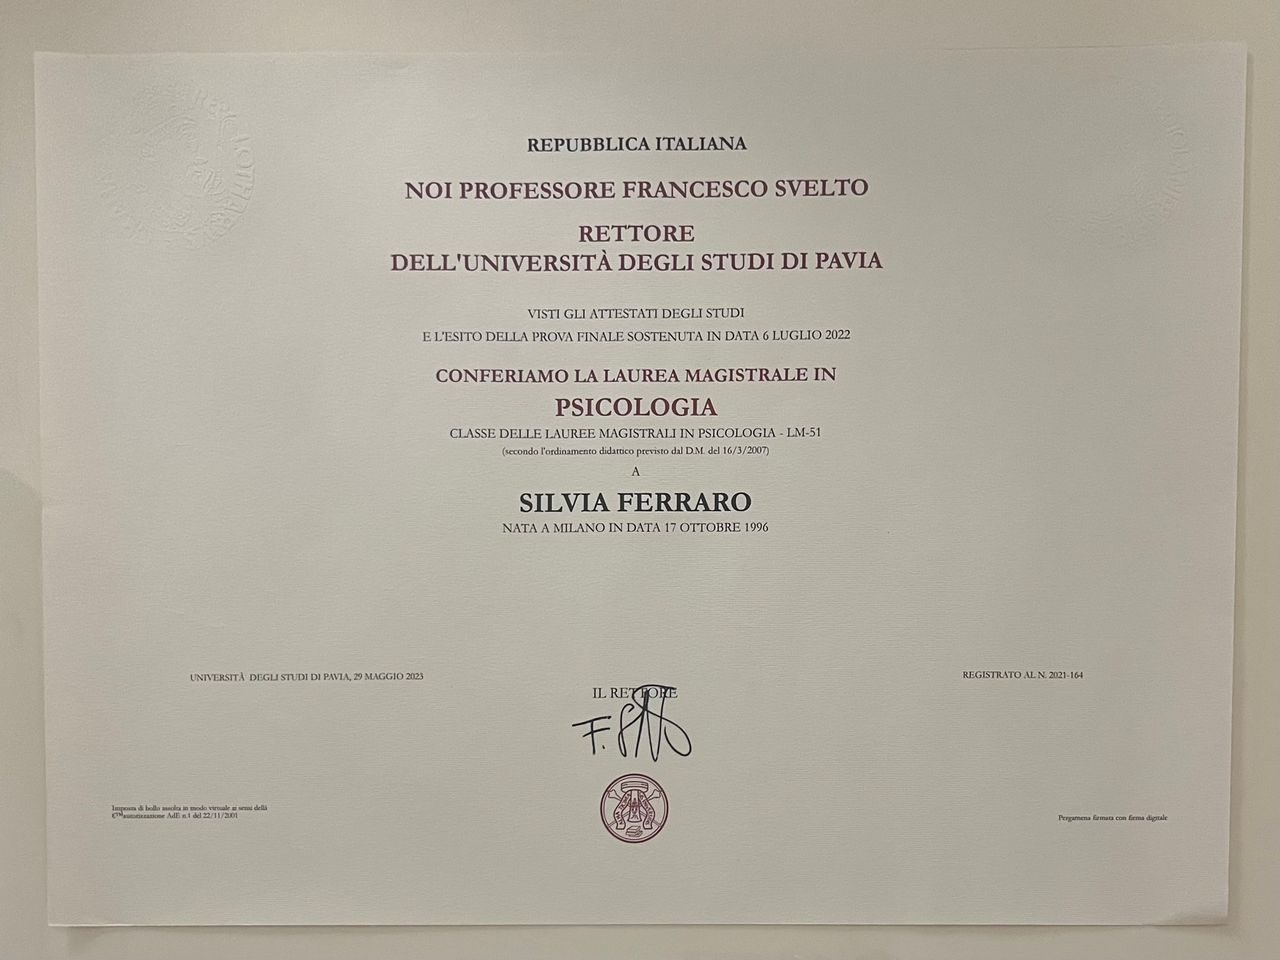 REPUBBLICA ITALIANA
NOI PROFESSORE FRANCESCO SVELTO
RETTORE
DELL'UNIVERSITÀ DEGLI STUDI DI PAVIA
VISTI GLI ATTESTATI DEGLI STUDI
E L'ESITO DELLA PROVA FINALE SOSTENUTA IN DATA 6 LUGLIO 2022
CONFERIAMO LA LAUREA MAGISTRALE IN
PSICOLOGIA
CLASSE DELLE LAUREE MAGISTRALI IN PSICOLOGIA - LM-51
(secondo l'ordinamento didattico previsto dal D.M. del 16/3/2007)
A
SILVIA FERRARO
NATA A MILANO IN DATA 17 OTTOBRE 1996
UNIVERSITÀ DEGLI STUDI DI PAVIA, 29 MAGGIO 2023
REGISTRATO AL N. 2021-164
IL RETTORE
Imposta di bollo assolta in modo virtuale ai sensi dellâ
€™autorizzazione AdE n.1 del 22/11/2001
Pergamena firmata con firma digitale